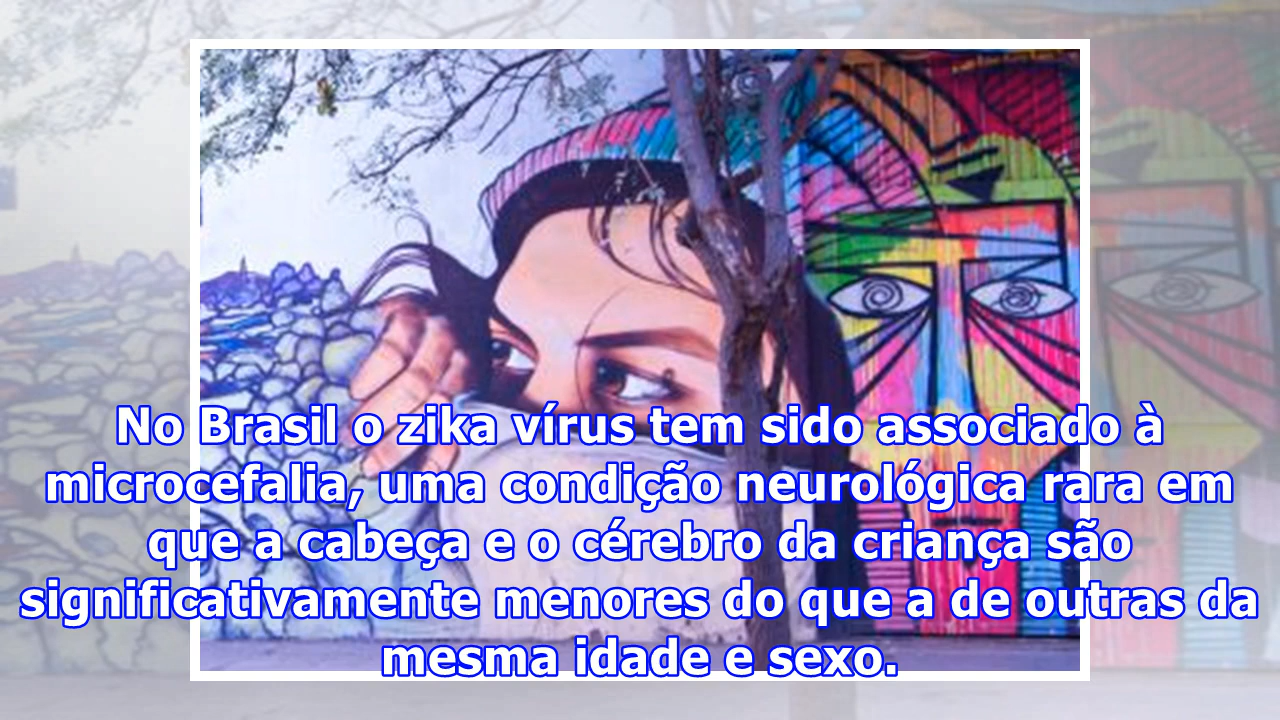 No Brasil o zika vírus tem sido associado à
microcefalia, uma condição neurológica rara em
que a cabeça e o cérebro da criança são
significativamente menores do que a de outras da
mesma idade e sexo.